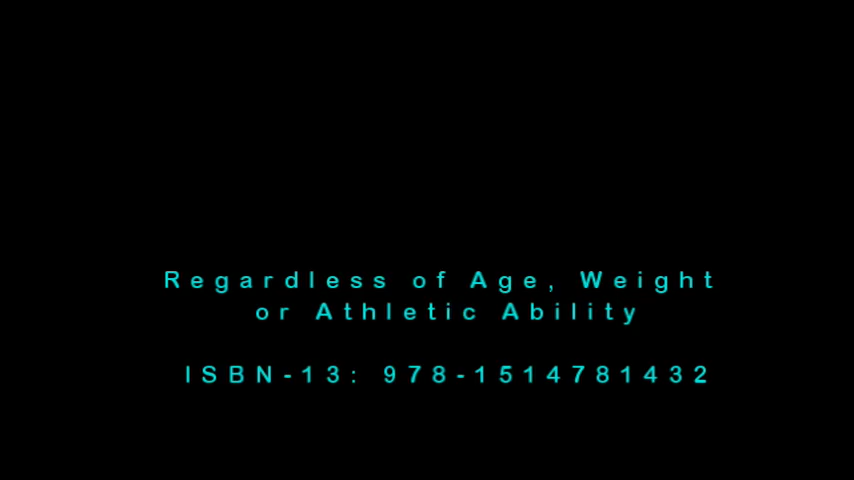 Regardless of Age, Weight
or Athletic Ability
ISBN-13: 978-1514781432